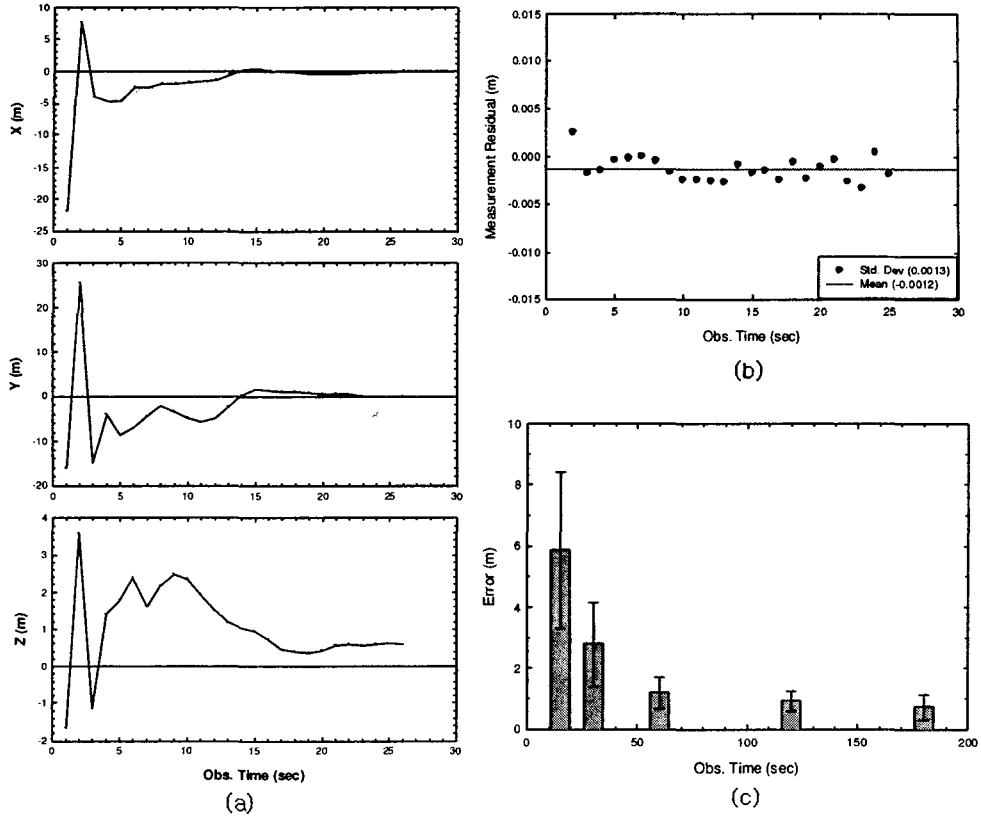 10
5
0
-5
-10
-15
-20
-25
X (m)
0 5 10 15 20 25 30
30
20
10
0
-10
-20
Y (m)
0 5 10 15 20 25 30
4
3
2
1
0
-1
-2
Z (m)
0 5 10 15 20 25 30
Obs. Time (sec)
(a)
0.015
0.010
0.005
0.000
-0.005
-0.010
-0.015
Measurement Residual (m)
Std. Dev (0.0013)
Mean (-0.0012)
0 5 10 15 20 25 30
Obs. Time (sec)
(b)
10
8
6
4
2
0
Error (m)
0 50 100 150 200
Obs. Time (sec)
(c)